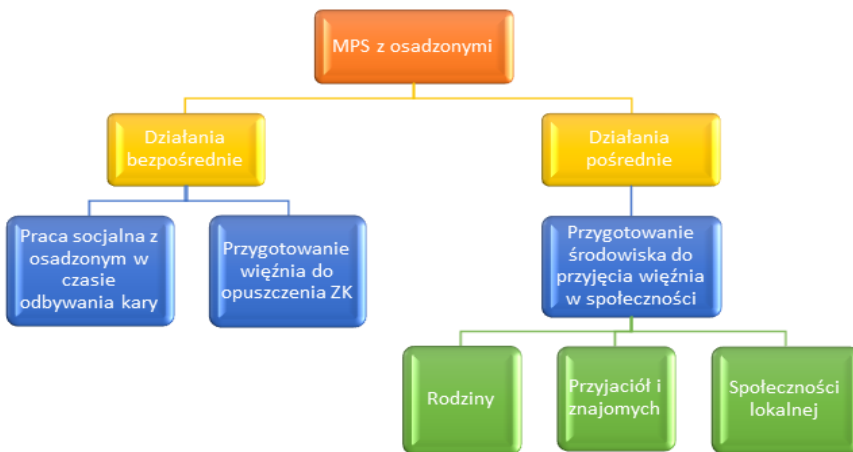 MPS z osadzonymi
Działania
bezpośrednie
Działania
pośrednie
Praca socjalna z
osadzonym w
czasie
odbywania kary
Przygotowanie
więźnia do
opuszczenia ZK
Przygotowanie
środowiska do
przyjęcia więźnia
w społeczności
Rodziny
Przyjaciół i
znajomych
Społeczności
lokalnej